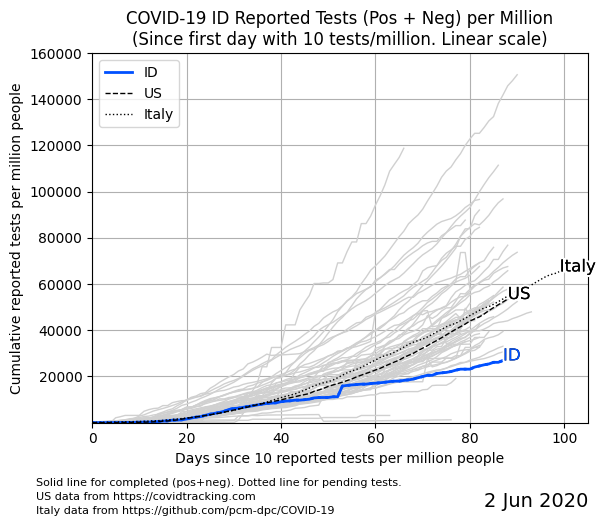 COVID-19 ID Reported Tests (Pos + Neg) per Million
(Since first day with 10 tests/million. Linear scale)
160000
140000
120000
100000
80000
60000
40000
20000
Cumulative reported tests per million people
ID
US
Italy
Italy
US
ID
0
20
40
60
80
100
Days since 10 reported tests per million people
Solid line for completed (pos+neg). Dotted line for pending tests.
US data from https://covidtracking.com
Italy data from https://github.com/pcm-dpc/COVID-19
2 Jun 2020